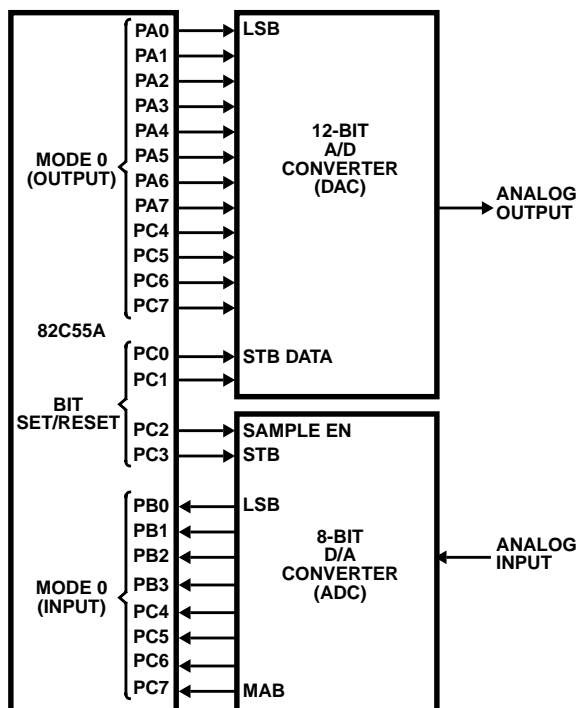 PA0
PA1
PA2
PA3
PA4
PA5
PA6
PA7
PC4
PC5
PC6
PC7
MODE 0
(OUTPUT)
LSB
12-BIT
A/D
CONVERTER
(DAC)
ANALOG
OUTPUT
82C55A
PC0
PC1
PC2
PC3
BIT
SET/RESET
STB DATA
SAMPLE EN
STB
PB0
PB1
PB2
PB3
PC4
PC5
PC6
PC7
MODE 0
(INPUT)
LSB
8-BIT
D/A
CONVERTER
(ADC)
MAB
ANALOG
INPUT